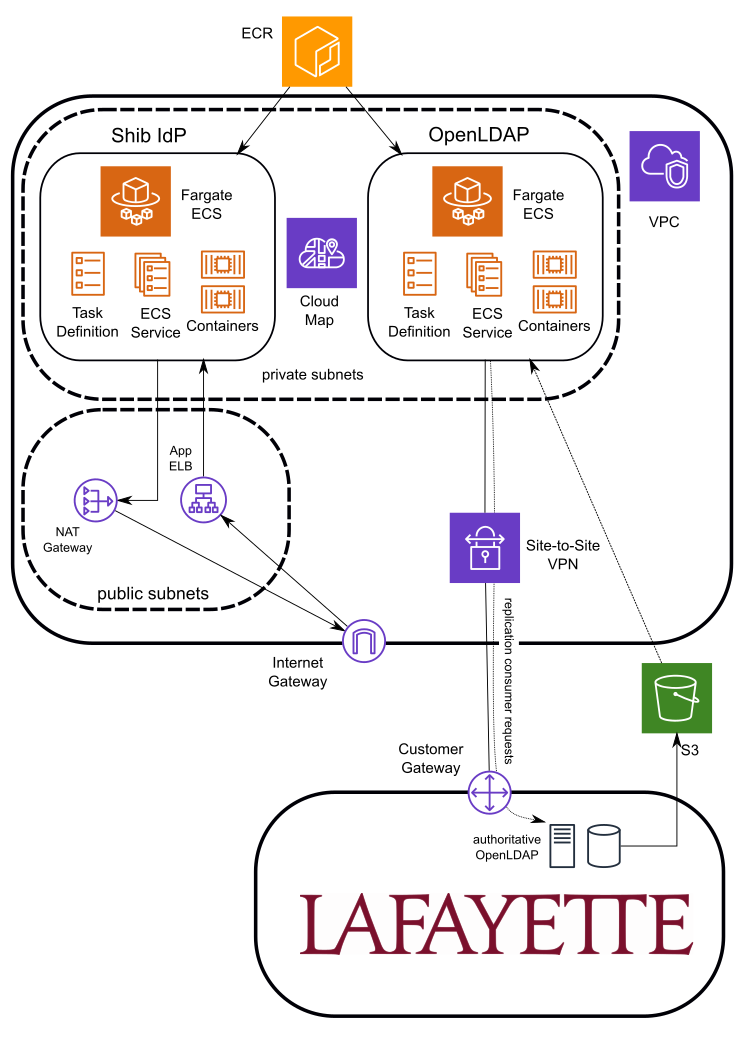 ECR
Shib IdP
OpenLDAP
Fargate
ECS
Fargate
ECS
VPC
Cloud
Map
Task
Definition
ECS
Service
Containers
Task
Definition
ECS
Service
Containers
private subnets
App
ELB
NAT
Gateway
public subnets
Site-to-Site
VPN
replication consumer requests
Internet
Gateway
Customer
Gateway
S3
authoritative
OpenLDAP
LAFAYETTE